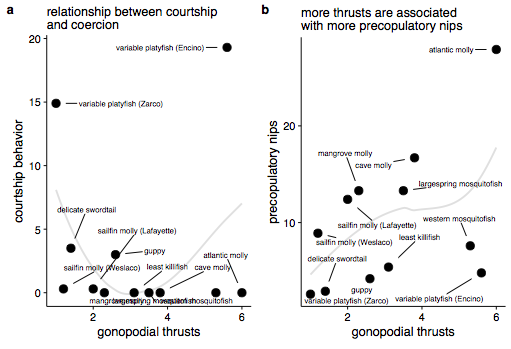 a
relationship between courtship
and coercion
20
15
10
5
0
courtship behavior
variable platyfish (Encino)
variable platyfish (Zarco)
delicate swordtail
sailfin molly (Lafayette)
guppy
atlantic molly
sailfin molly (Weslaco)
least killifish
cave molly
mosquitofish
2
4
6
gonopodial thrusts
b
more thrusts are associated
with more precopulatory nips
20
10
precopulatory nips
atlantic molly
mangrove molly
cave molly
largespring mosquitofish
sailfin molly (Lafayette)
western mosquitofish
sailfin molly (Weslaco)
least killifish
delicate swordtail
guppy
variable platyfish (Encino)
variable platyfish (Zarco)
2
4
6
gonopodial thrusts